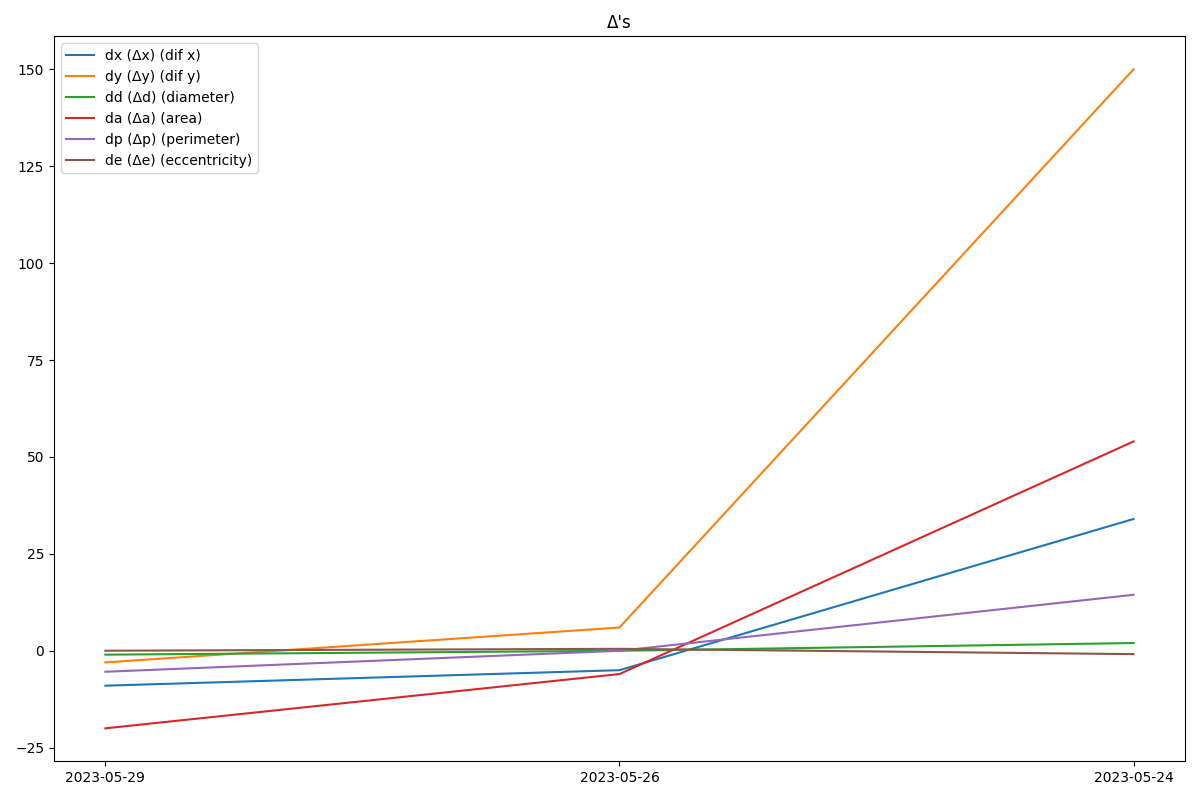 Δ's
dx (Δx) (dif x)
dy (Δy) (dif y)
dd (Δd) (diameter)
da (Δa) (area)
dp (Δp) (perimeter)
de (Δe) (eccentricity)
150
125
100
75
50
25
0
−25
2023-05-29 2023-05-26 2023-05-24